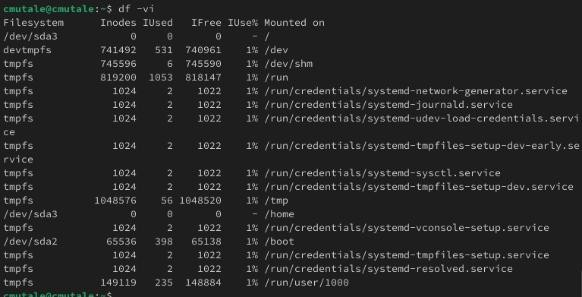 cmutale@cmutale:~$ df -vi
Filesystem      Inodes IUsed   IFree IUse% Mounted on
/dev/sda3            0     0       0     - /
devtmpfs        741492   531  740961    1% /dev
tmpfs           745596     6  745590    1% /dev/shm
tmpfs           819200  1053  818147    1% /run
tmpfs             1024     2    1022    1% /run/credentials/systemd-network-generator.service
tmpfs             1024     2    1022    1% /run/credentials/systemd-journald.service
tmpfs             1024     2    1022    1% /run/credentials/systemd-udev-load-credentials.servi
ce
tmpfs             1024     2    1022    1% /run/credentials/systemd-tmpfiles-setup-dev-early.se
rvice
tmpfs             1024     2    1022    1% /run/credentials/systemd-sysctl.service
tmpfs             1024     2    1022    1% /run/credentials/systemd-tmpfiles-setup-dev.service
tmpfs          1048576    56 1048520    1% /tmp
/dev/sda3            0     0       0     - /home
tmpfs             1024     2    1022    1% /run/credentials/systemd-vconsole-setup.service
/dev/sda2        65536   398   65138    1% /boot
tmpfs             1024     2    1022    1% /run/credentials/systemd-tmpfiles-setup.service
tmpfs             1024     2    1022    1% /run/credentials/systemd-resolved.service
tmpfs           149119   235  148884    1% /run/user/1000
cmutale@cmutale:~$